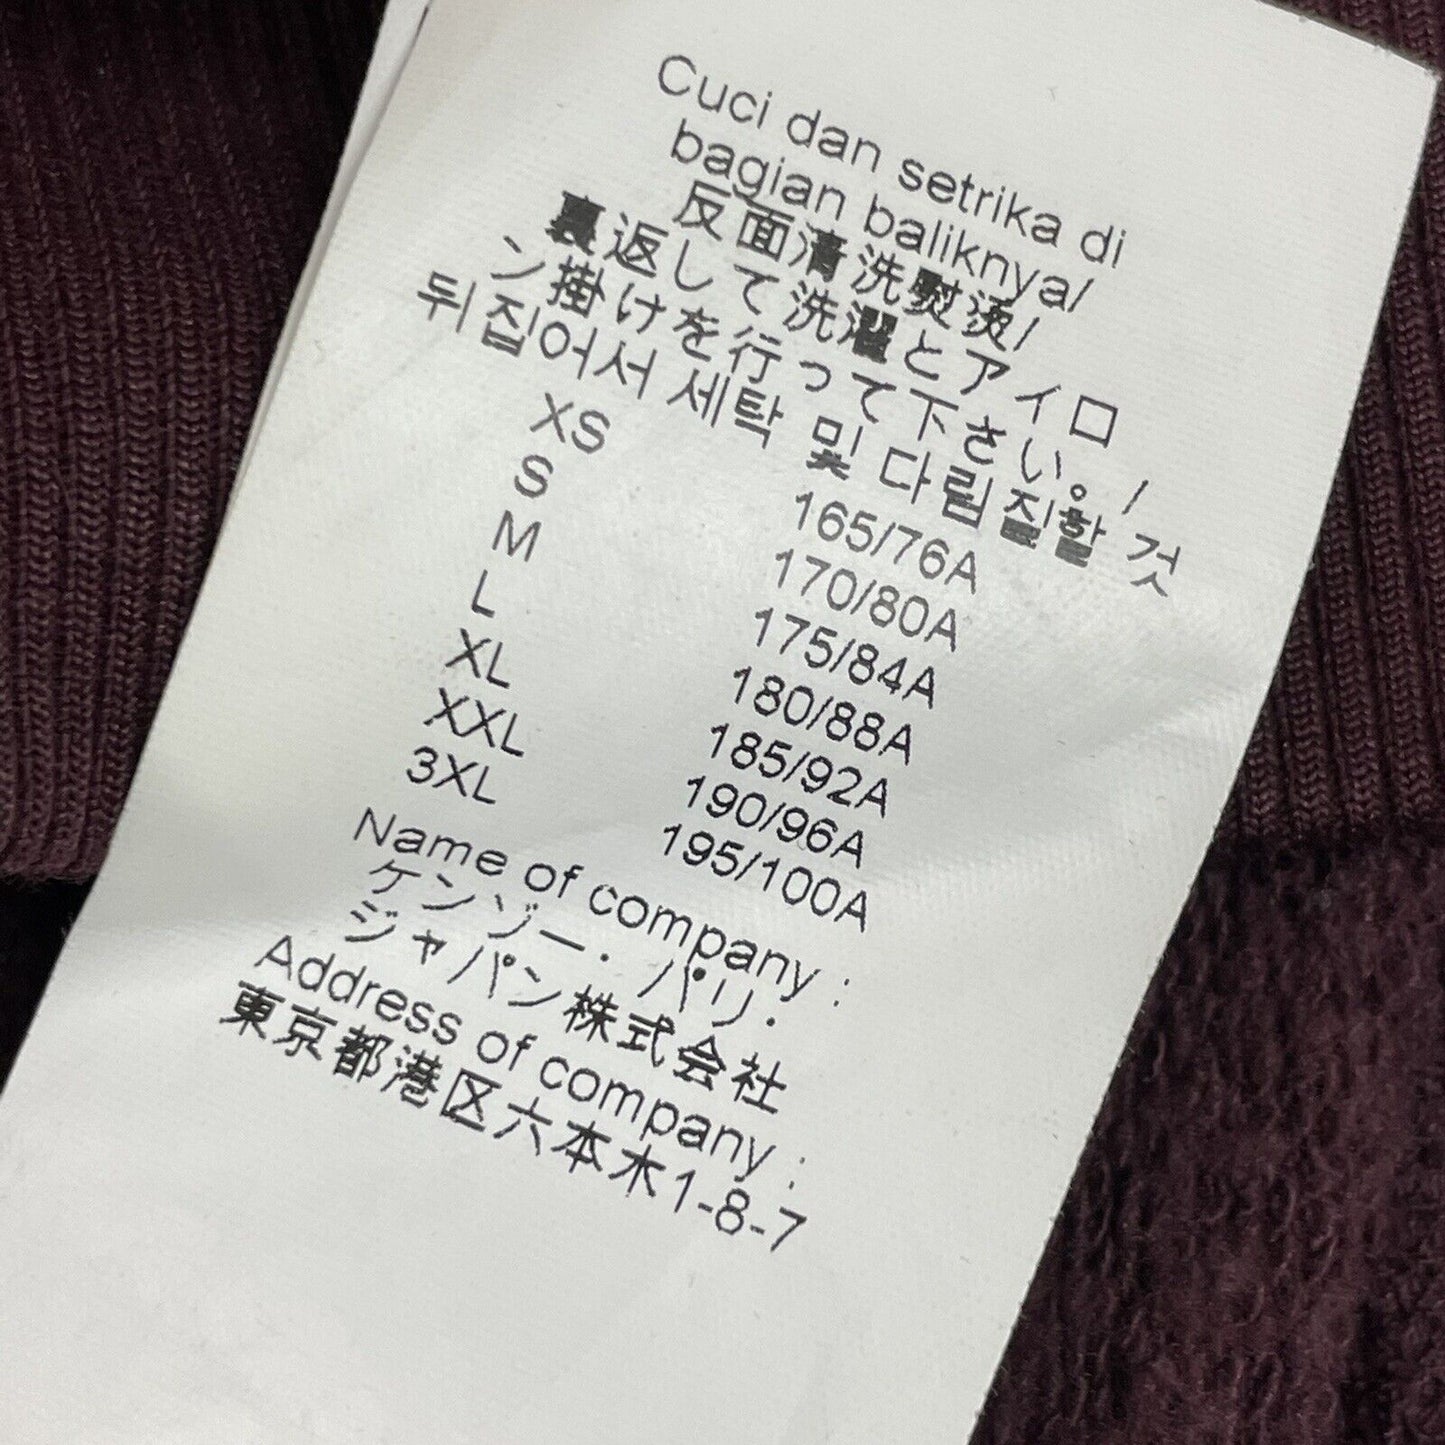 Cuci dan setrika di
bagian baliknya/
反面清洗熨烫/
裏返して洗濯とアイロ
ン掛けを行って下さい。/
뒤집어서 세탁 및 다림질할 것
XS 165/76A
S 170/80A
M 175/84A
L 180/88A
XL 185/92A
XXL 190/96A
3XL 195/100A
Name of company :
ケンゾー・パリ・
ジャパン株式会社
Address of company :
東京都港区六本木1-8-7